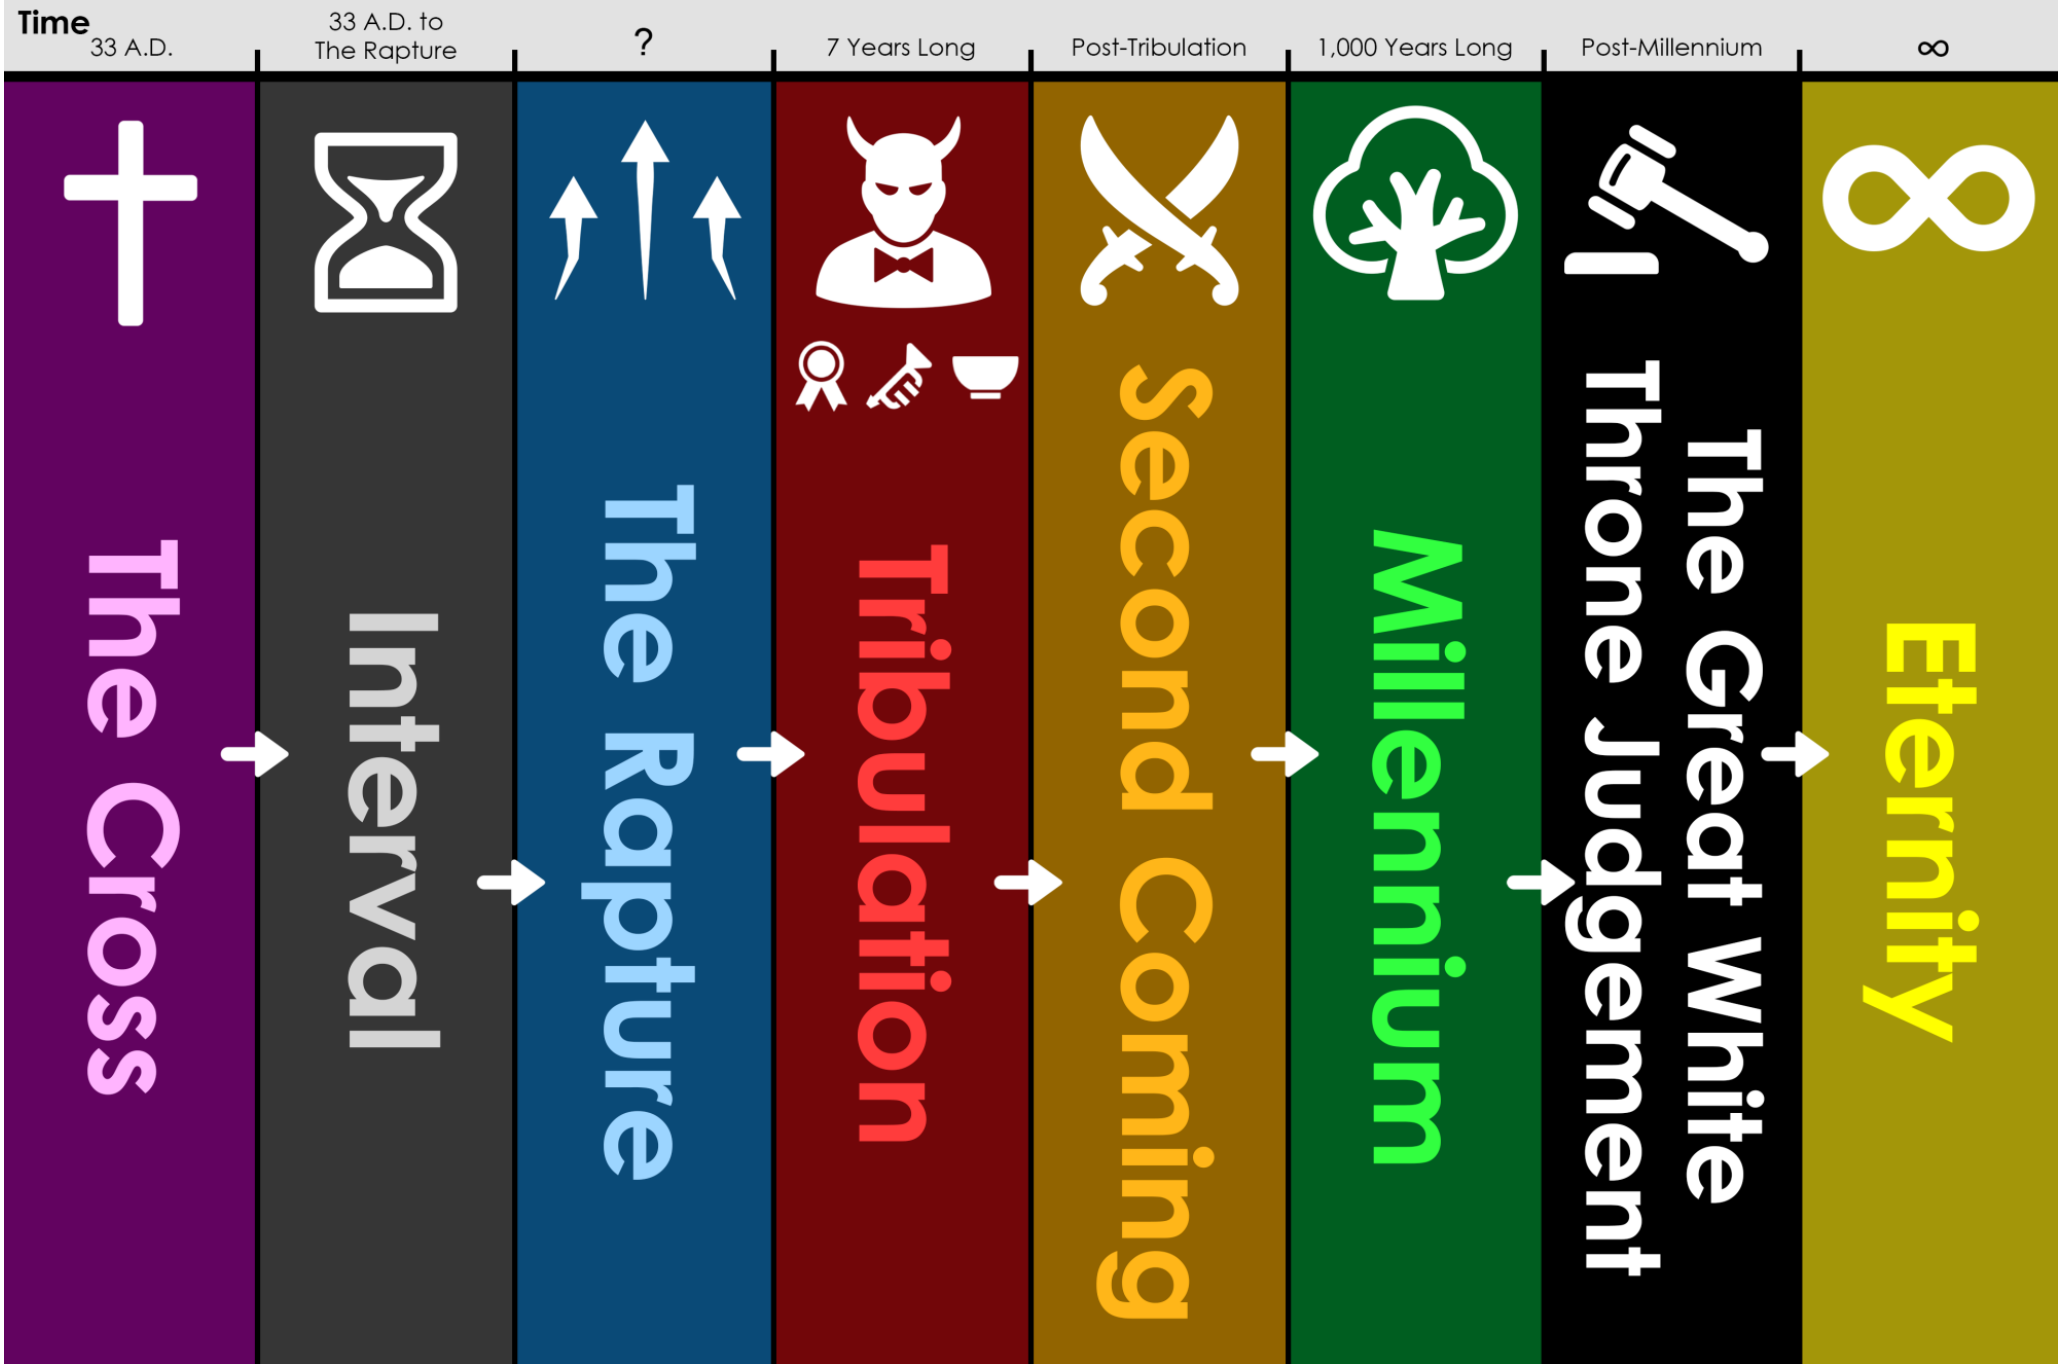 Time
33 A.D.
33 A.D. to
The Rapture
?
7 Years Long
Post-Tribulation
1,000 Years Long
Post-Millennium
∞
The Cross
Interval
The Rapture
Tribulation
Second Coming
Millennium
The Great White
Throne Judgement
Eternity